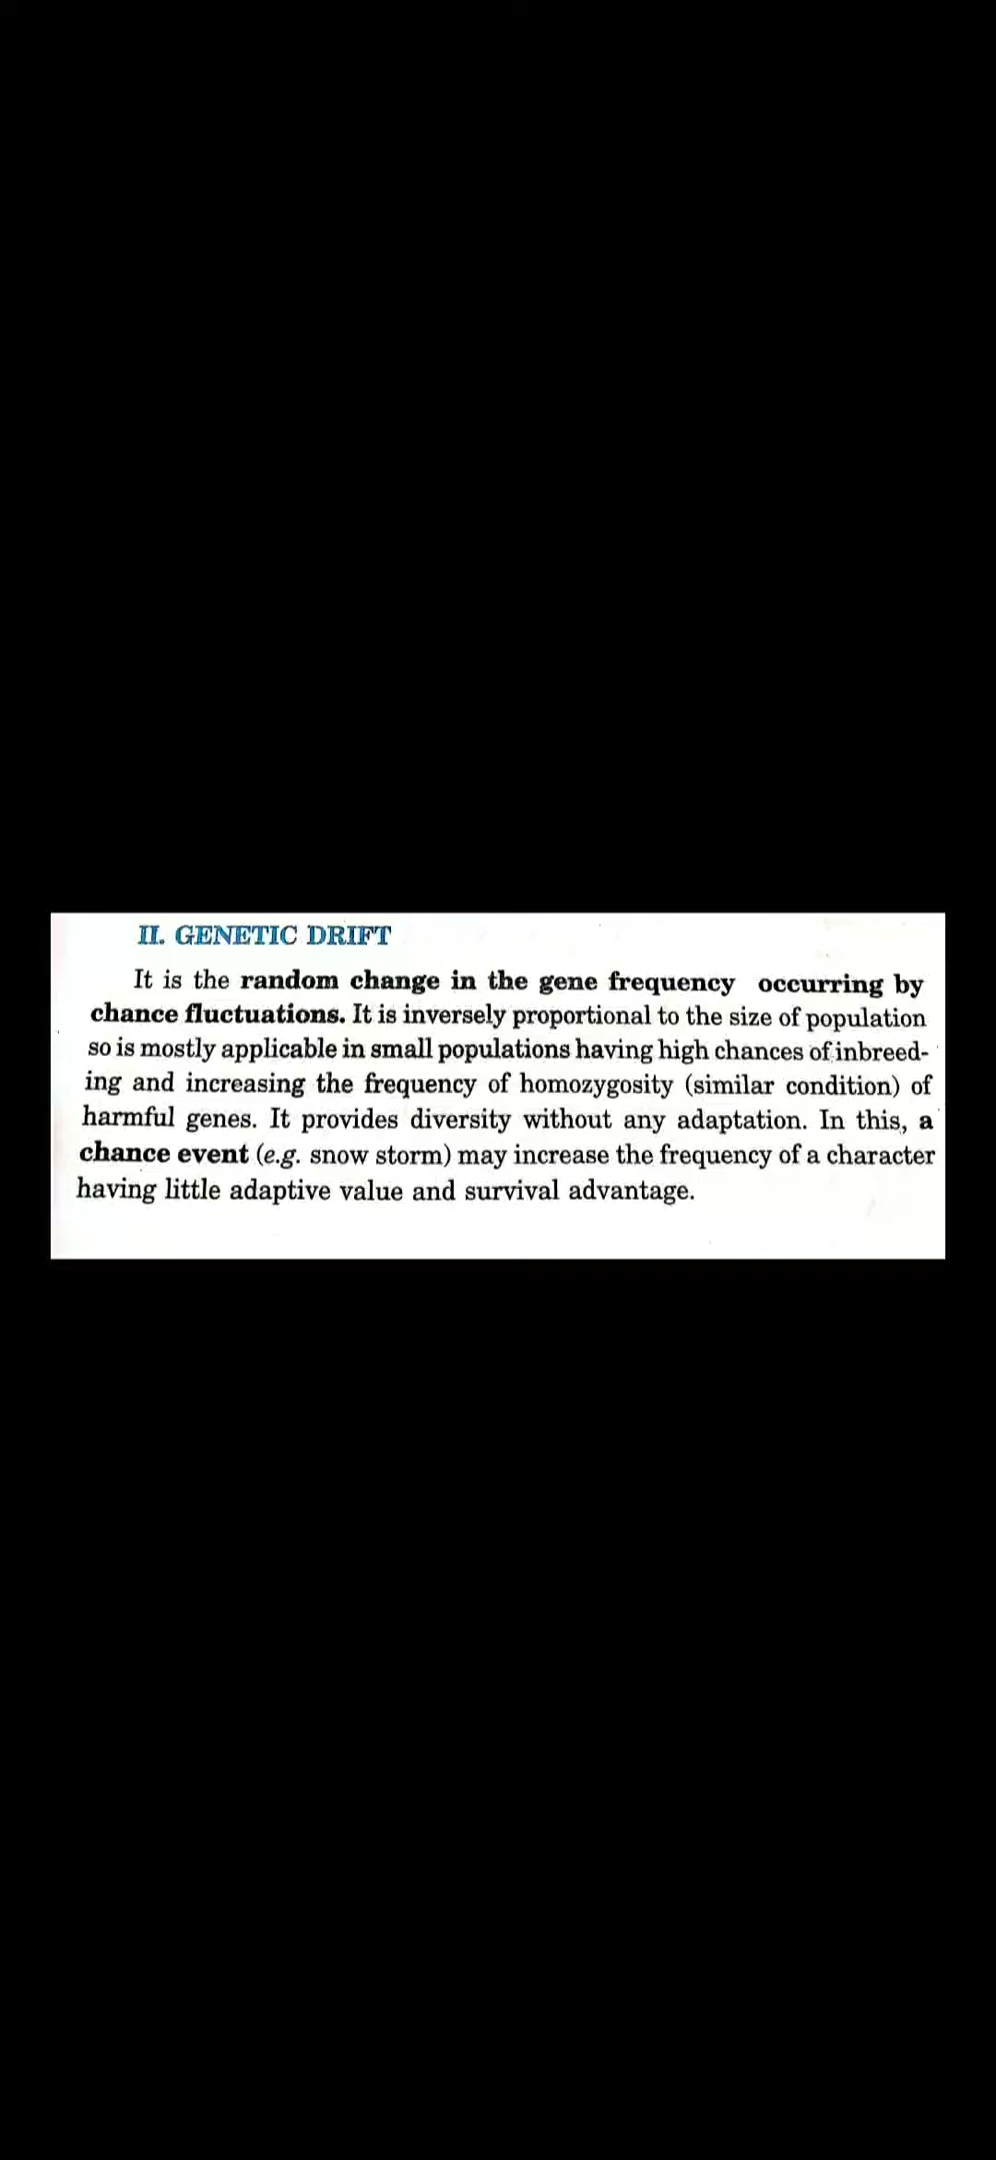 II. GENETIC DRIFT
It is the random change in the gene frequency occurring by
chance fluctuations. It is inversely proportional to the size of population
so is mostly applicable in small populations having high chances of inbreed-
ing and increasing the frequency of homozygosity (similar condition) of
harmful genes. It provides diversity without any adaptation. In this, a
chance event (e.g. snow storm) may increase the frequency of a character
having little adaptive value and survival advantage.